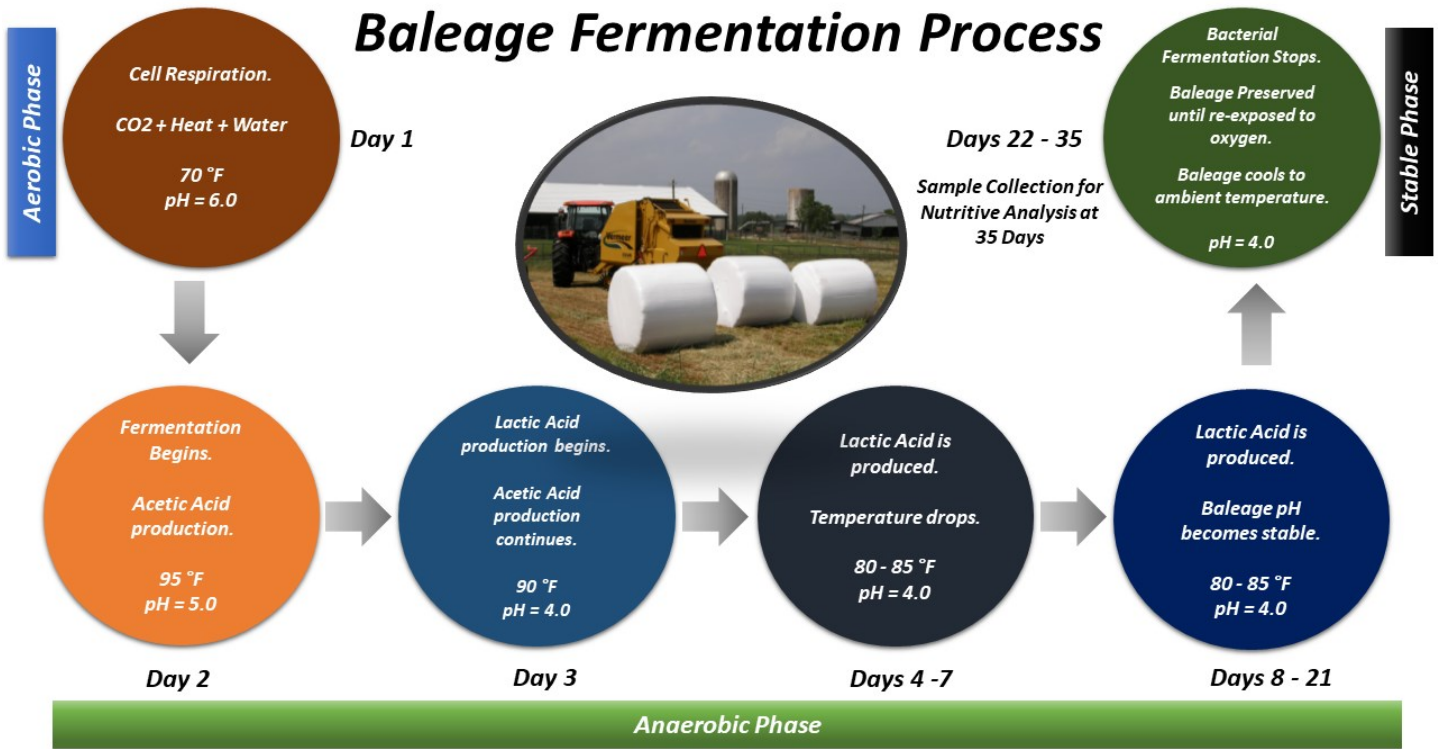 Baleage Fermentation Process
Aerobic Phase
Cell Respiration.
CO2 + Heat + Water
70 °F
pH = 6.0
Day 1
Fermentation
Begins.
Acetic Acid
production.
95 °F
pH = 5.0
Day 2
Lactic Acid
production begins.
Acetic Acid
production
continues.
90 °F
pH = 4.0
Day 3
Lactic Acid is
produced.
Temperature drops.
80 - 85 °F
pH = 4.0
Days 4 -7
Lactic Acid is
produced.
Baleage pH
becomes stable.
80 - 85 °F
pH = 4.0
Days 8 - 21
Anaerobic Phase
Days 22 - 35
Sample Collection for
Nutritive Analysis at
35 Days
Bacterial
Fermentation Stops.
Baleage Preserved
until re-exposed to
oxygen.
Baleage cools to
ambient temperature.
pH = 4.0
Stable Phase
Vermeer